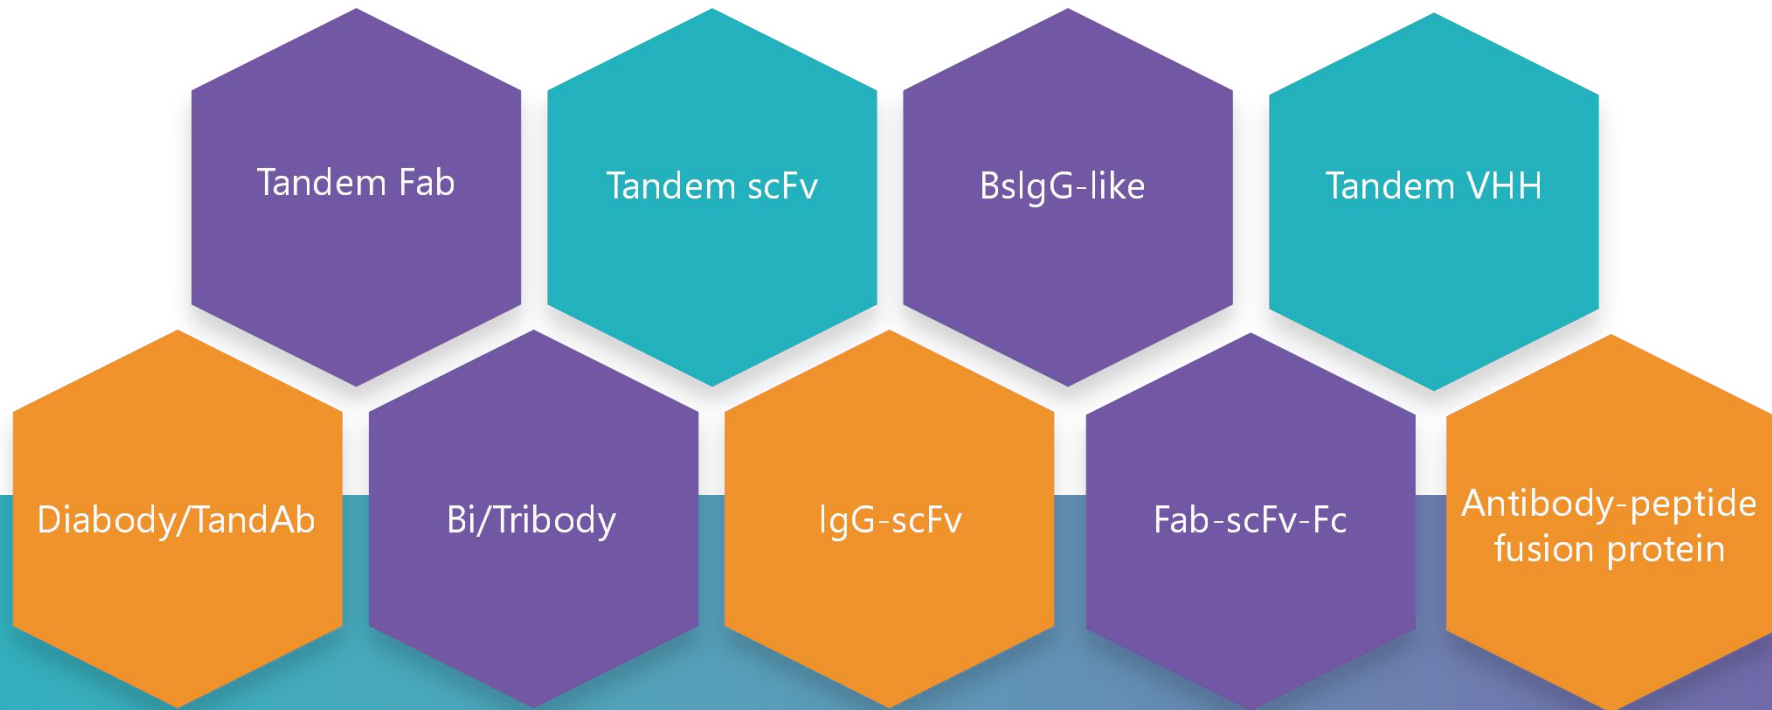 Tandem Fab
Tandem scFv
BsIgG-like
Tandem VHH
Diabody/TandAb
Bi/Tribody
IgG-scFv
Fab-scFv-Fc
Antibody-peptide
fusion protein